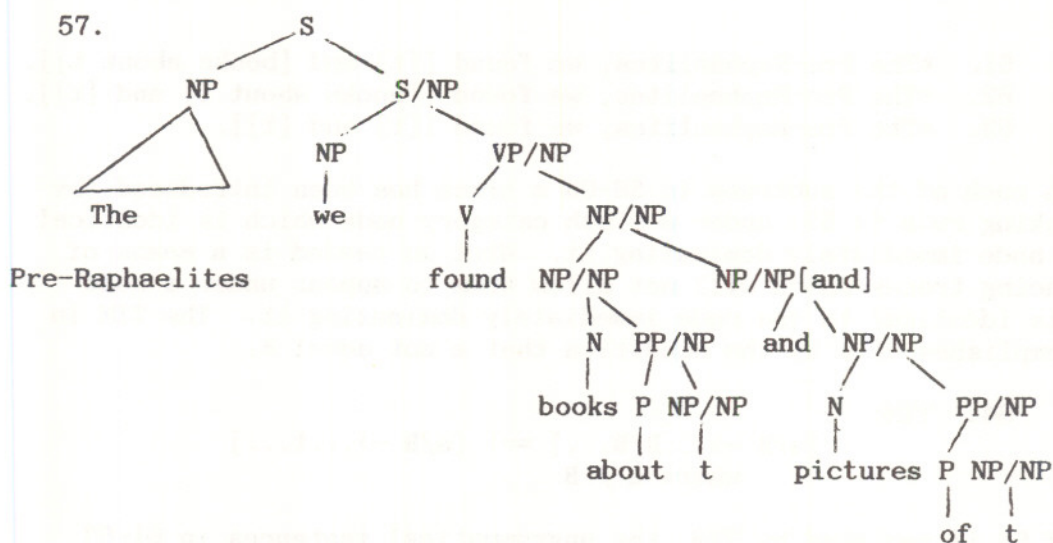 57.
S
NP S/NP
NP VP/NP
The we V NP/NP
Pre-Raphaelites found NP/NP NP/NP[and]
N PP/NP and NP/NP
books P NP/NP N PP/NP
about t pictures P NP/NP
of t